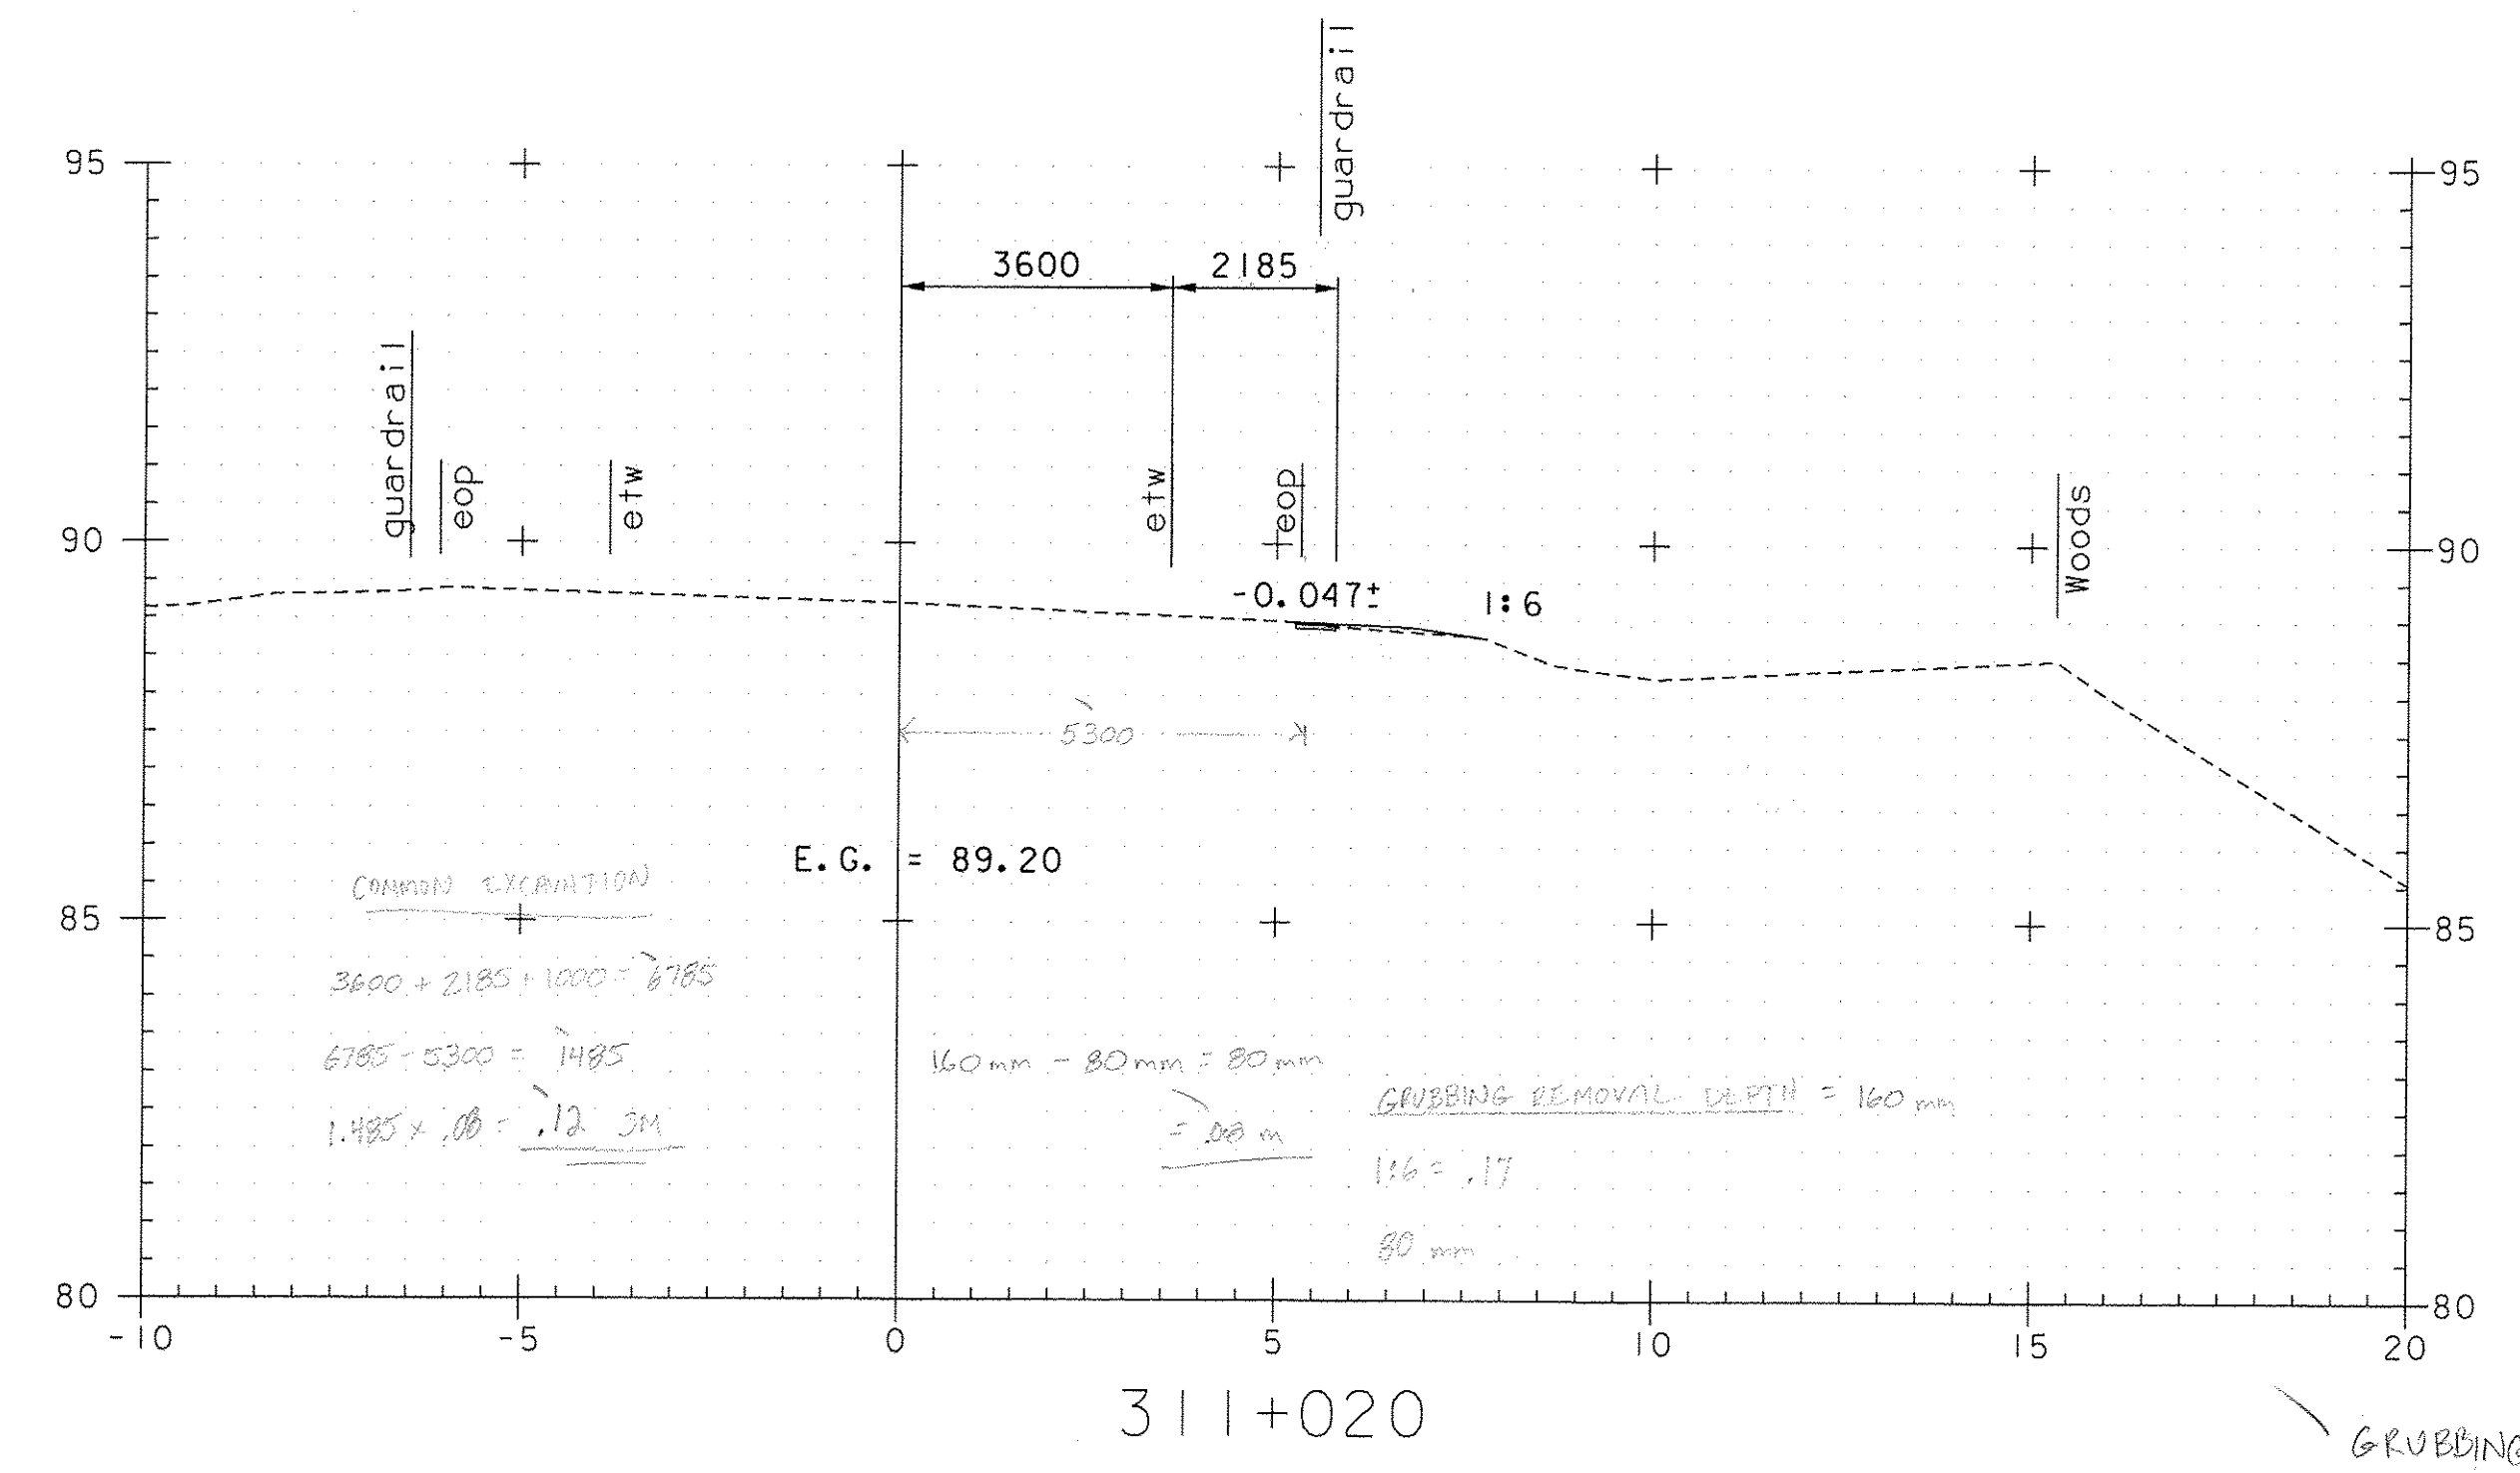 guardrail
95
95
3600
2185
guardrail
eop
etw
etw
eop
Woods
90
90
-0.047±
1:6
5300
E.G. = 89.20
COMMON EXCAVATION
85
85
3600 + 2185 + 1000 = 6785
6785 - 5300 = 1485
160 mm - 80 mm = 80 mm
GRUBBING REMOVAL DEPTH = 160 mm
1.485 x .08 = .12 SM
= .08 m
1:6 = .17
80 mm
80
80
-10
-5
0
5
10
15
20
311+020
GRUBBING